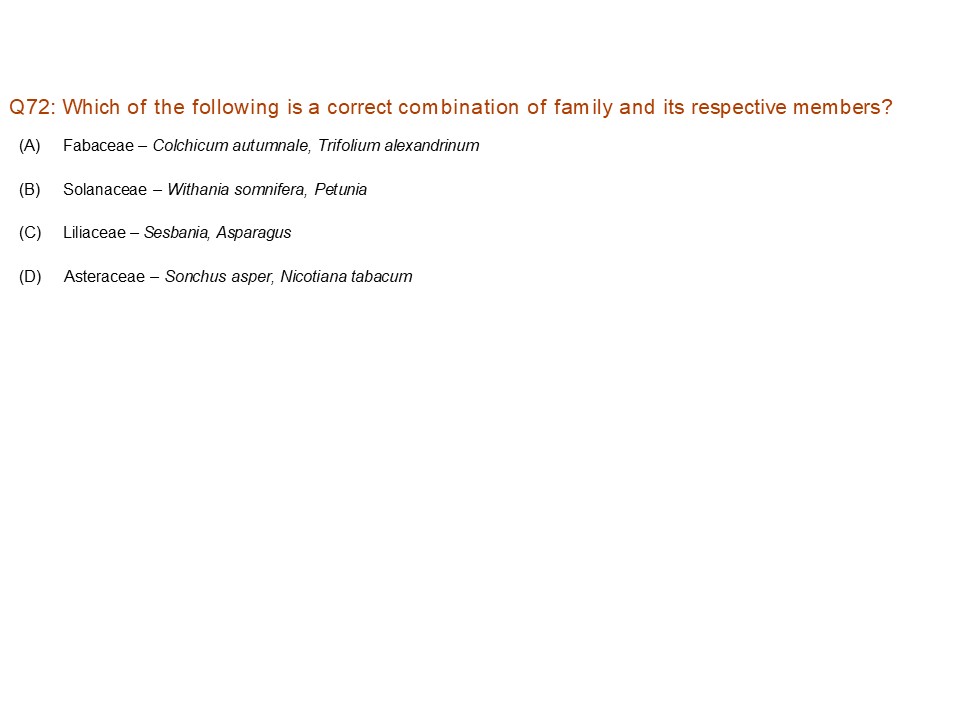 Q72: Which of the following is a correct combination of family and its respective members?
(A) Fabaceae – Colchicum autumnale, Trifolium alexandrinum
(B) Solanaceae – Withania somnifera, Petunia
(C) Liliaceae – Sesbania, Asparagus
(D) Asteraceae – Sonchus asper, Nicotiana tabacum